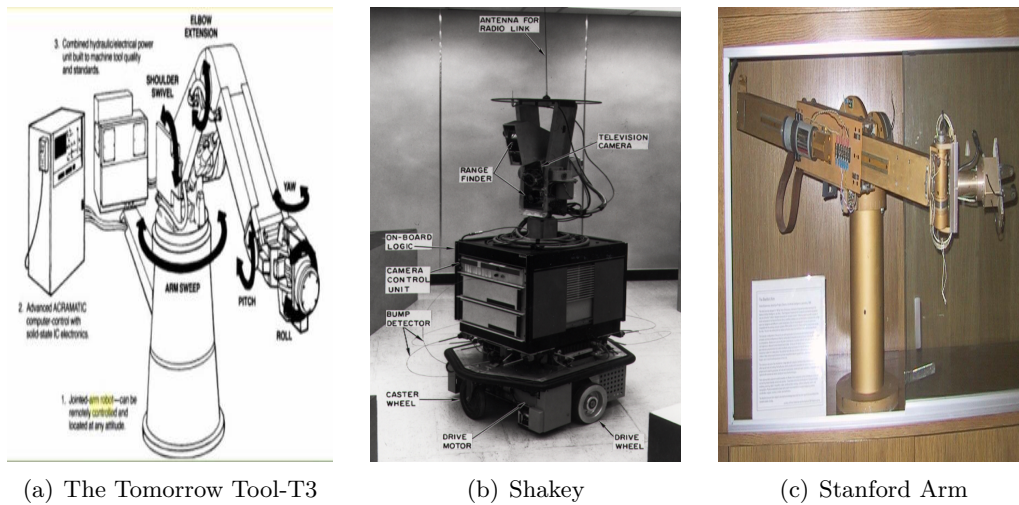 ELBOW
EXTENSION
3. Combined hydraulic/electrical power
unit built to machine tool quality
and standards.
SHOULDER
SWIVEL
YAW
ARM SWEEP
PITCH
ROLL
2. Advanced ACRAMATIC
computer-control with
solid-state IC electronics.
1. Jointed-arm robot—can be
remotely controlled and
located at any attitude.
ANTENNA FOR
RADIO LINK
TELEVISION
CAMERA
RANGE
FINDER
ON-BOARD
LOGIC
CAMERA
CONTROL
UNIT
BUMP
DETECTOR
CASTER
WHEEL
DRIVE
MOTOR
DRIVE
WHEEL
(a) The Tomorrow Tool-T3
(b) Shakey
(c) Stanford Arm